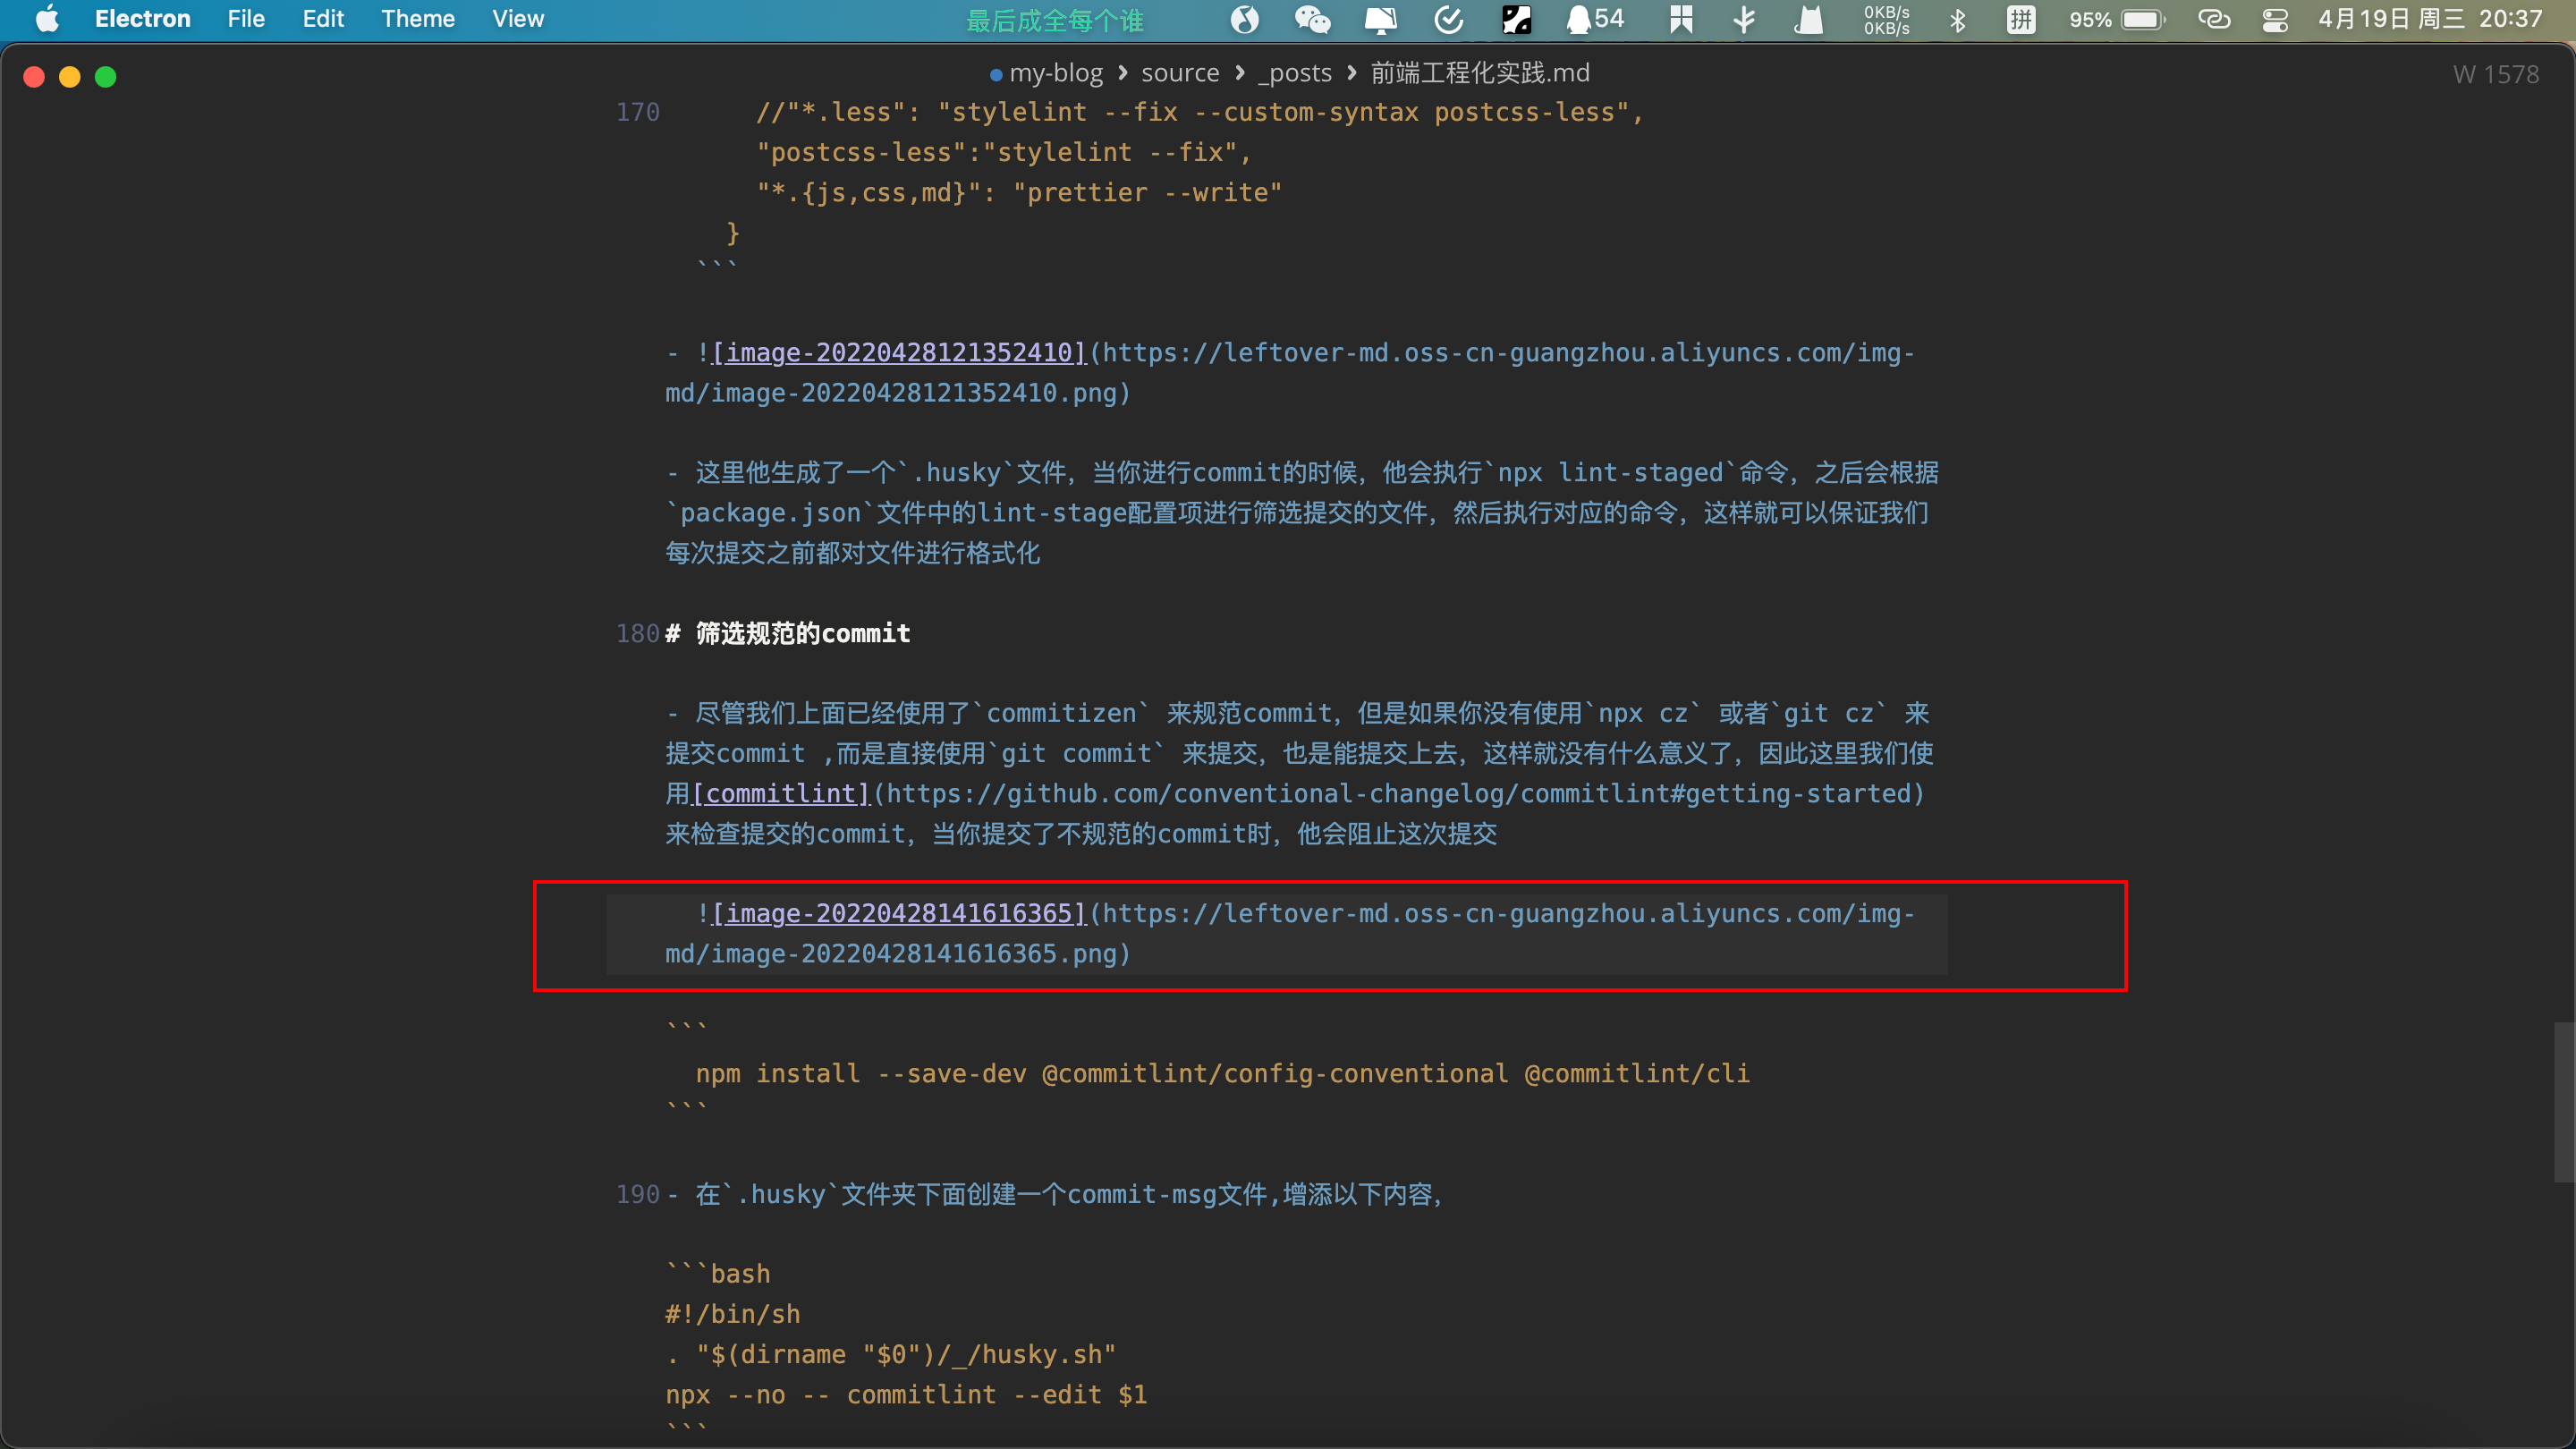 Electron File Edit Theme View 最后成全每个谁 54 0KB/s 拼 95% 4月19日 周三 20:37
0KB/s
my-blog › source › _posts › 前端工程化实践.md W 1578
170 //"*.less": "stylelint --fix --custom-syntax postcss-less",
"postcss-less":"stylelint --fix",
"*.{js,css,md}": "prettier --write"
}
```
- ![image-20220428121352410](https://leftover-md.oss-cn-guangzhou.aliyuncs.com/img-
md/image-20220428121352410.png)
- 这里他生成了一个`.husky`文件，当你进行commit的时候，他会执行`npx lint-staged`命令，之后会根据
`package.json`文件中的lint-stage配置项进行筛选提交的文件，然后执行对应的命令，这样就可以保证我们
每次提交之前都对文件进行格式化
180 # 筛选规范的commit
- 尽管我们上面已经使用了`commitizen` 来规范commit，但是如果你没有使用`npx cz` 或者`git cz` 来
提交commit ,而是直接使用`git commit` 来提交，也是能提交上去，这样就没有什么意义了，因此这里我们使
用[commitlint](https://github.com/conventional-changelog/commitlint#getting-started)
来检查提交的commit，当你提交了不规范的commit时，他会阻止这次提交
![image-20220428141616365](https://leftover-md.oss-cn-guangzhou.aliyuncs.com/img-
md/image-20220428141616365.png)
```
npm install --save-dev @commitlint/config-conventional @commitlint/cli
```
190 - 在`.husky`文件夹下面创建一个commit-msg文件,增添以下内容，
```bash
#!/bin/sh
. "$(dirname "$0")/_/husky.sh"
npx --no -- commitlint --edit $1
```